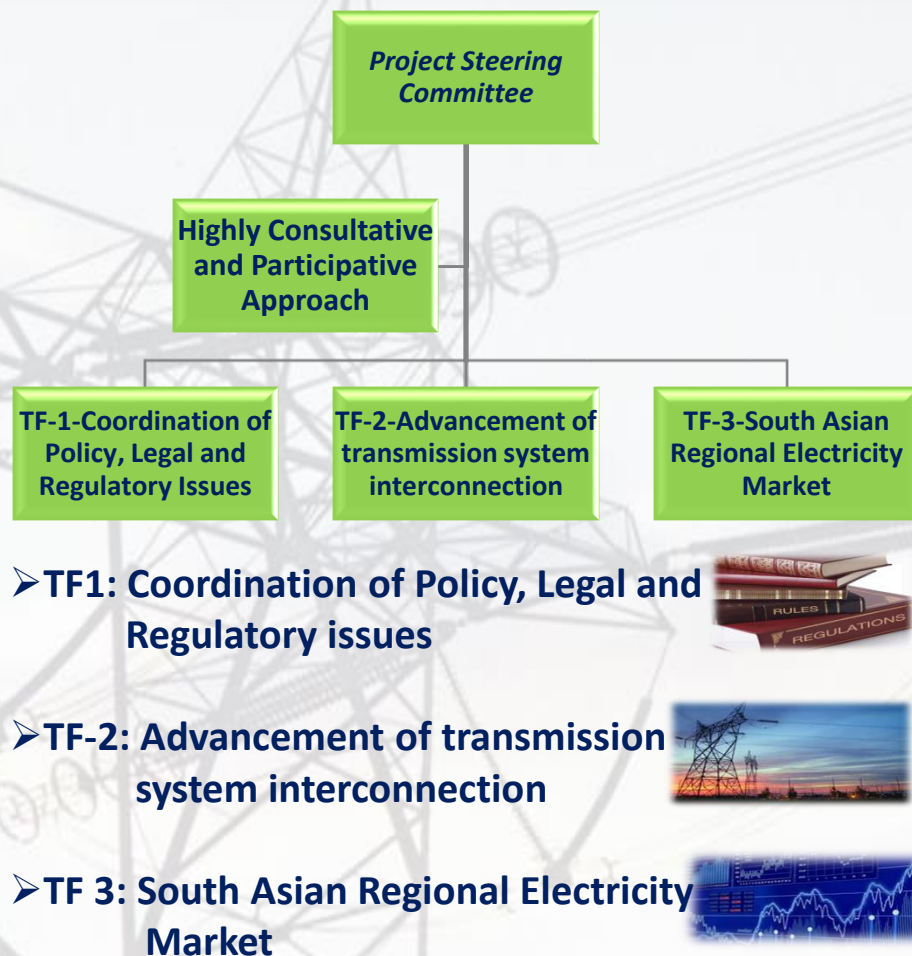 Project Steering
Committee
Highly Consultative
and Participative
Approach
TF-1-Coordination of
Policy, Legal and
Regulatory Issues
TF-2-Advancement of
transmission system
interconnection
TF-3-South Asian
Regional Electricity
Market
➢TF1: Coordination of Policy, Legal and
Regulatory issues
RULES
REGULATIONS
➢TF-2: Advancement of transmission
system interconnection
➢TF 3: South Asian Regional Electricity
Market